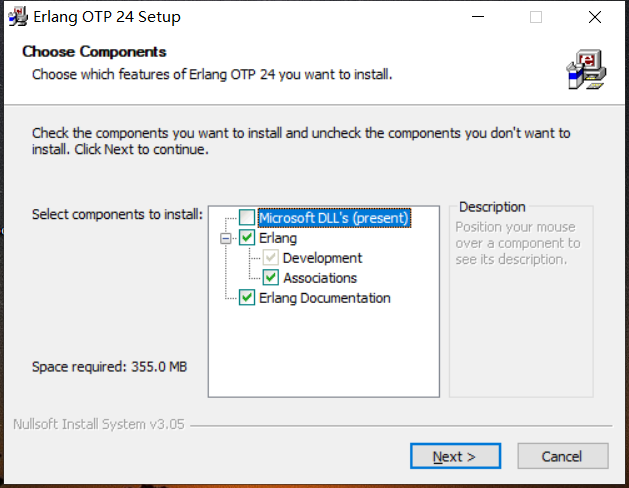 Erlang OTP 24 Setup
Choose Components
Choose which features of Erlang OTP 24 you want to install.
Check the components you want to install and uncheck the components you don't want to
install. Click Next to continue.
Select components to install:
Microsoft DLL's (present)
Erlang
Development
Associations
Erlang Documentation
Description
Position your mouse
over a component to
see its description.
Space required: 355.0 MB
Nullsoft Install System v3.05
Next >
Cancel